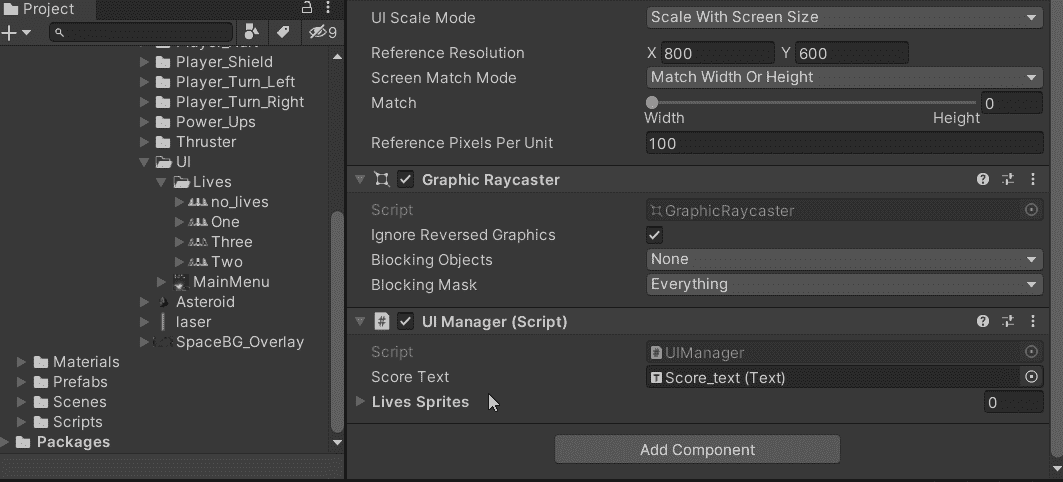 Project
9
Player_Shield
Player_Turn_Left
Player_Turn_Right
Power_Ups
Thruster
UI
Lives
no_lives
One
Three
Two
MainMenu
Asteroid
laser
SpaceBG_Overlay
Materials
Prefabs
Scenes
Scripts
Packages
UI Scale Mode Scale With Screen Size
Reference Resolution X 800 Y 600
Screen Match Mode Match Width Or Height
Match 0
Width Height
Reference Pixels Per Unit 100
Graphic Raycaster
Script GraphicRaycaster
Ignore Reversed Graphics
Blocking Objects None
Blocking Mask Everything
UI Manager (Script)
Script UIManager
Score Text Score_text (Text)
Lives Sprites 0
Add Component